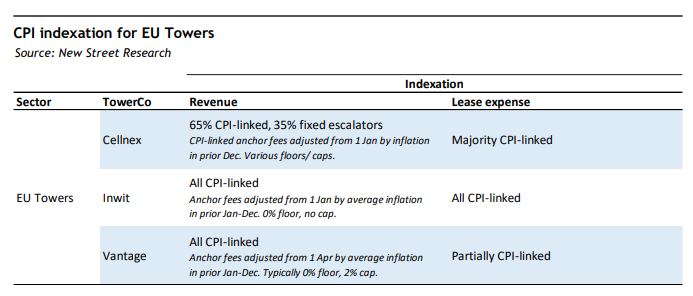 CPI indexation for EU Towers
Source: New Street Research
Indexation
Sector TowerCo Revenue Lease expense
65% CPI-linked, 35% fixed escalators
Cellnex CPI-linked anchor fees adjusted from 1 Jan by inflation Majority CPI-linked
in prior Dec. Various floors/ caps.
All CPI-linked
EU Towers Inwit Anchor fees adjusted from 1 Jan by average inflation All CPI-linked
in prior Jan-Dec. 0% floor, no cap.
All CPI-linked
Vantage Anchor fees adjusted from 1 Apr by average inflation Partially CPI-linked
in prior Jan-Dec. Typically 0% floor, 2% cap.